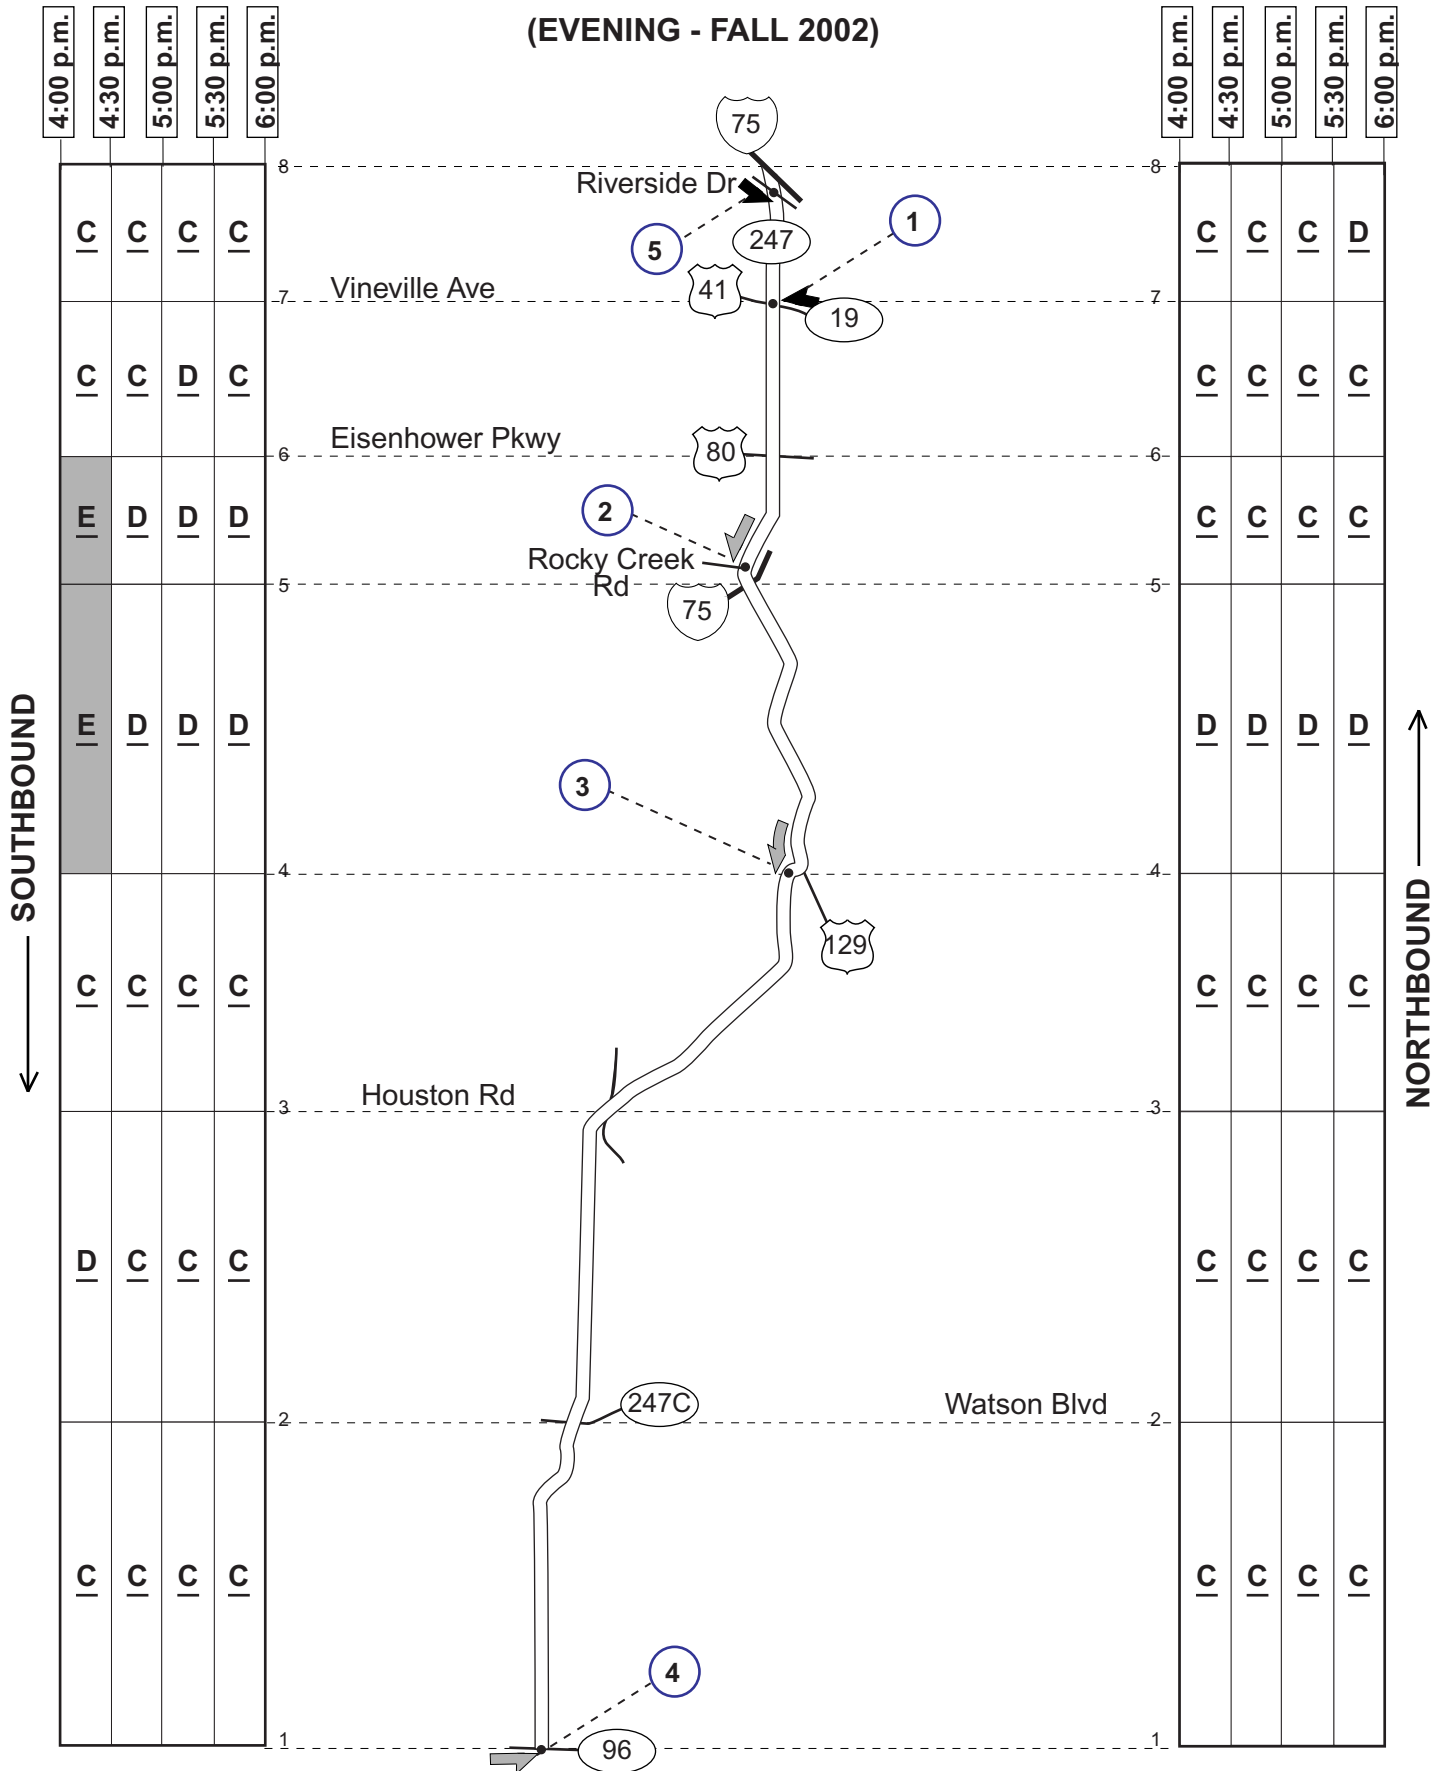 (EVENING - FALL 2002)
4:00 p.m.
4:30 p.m.
5:00 p.m.
5:30 p.m.
6:00 p.m.
4:00 p.m.
4:30 p.m.
5:00 p.m.
5:30 p.m.
6:00 p.m.
75
8
8
Riverside Dr
5
1
247
C C C C
C C C D
Vineville Ave
7
41
19
7
C C D C
C C C C
Eisenhower Pkwy
6
80
6
2
E D D D
C C C C
Rocky Creek
Rd
5
75
5
E D D D
D D D D
SOUTHBOUND
NORTHBOUND
3
4
4
129
C C C C
C C C C
Houston Rd
3
3
D C C C
C C C C
247C
Watson Blvd
2
2
C C C C
C C C C
4
1
96
1